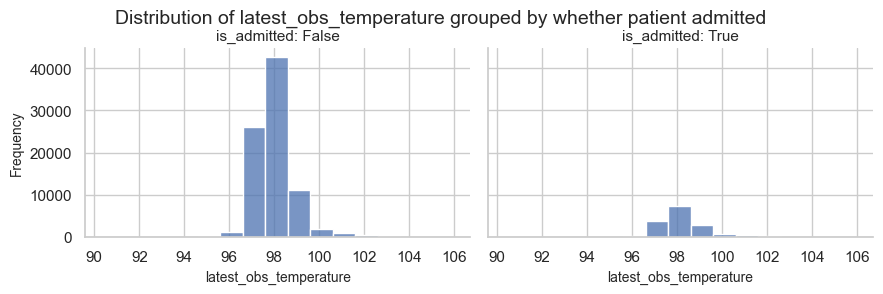 Distribution of latest_obs_temperature grouped by whether patient admitted
is_admitted: False
is_admitted: True
Frequency
40000
30000
20000
10000
0
90 92 94 96 98 100 102 104 106
90 92 94 96 98 100 102 104 106
latest_obs_temperature
latest_obs_temperature